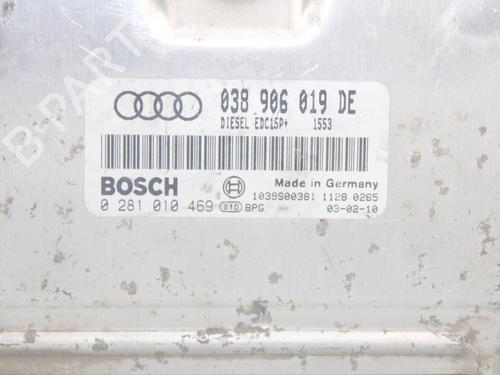 038 906 019 DE
DIESEL EDC15P+ 1553
BOSCH
Made in Germany
0 281 010 469 E10 BPG
1039S00381 1128 0265
03-02-10
B-PARTS